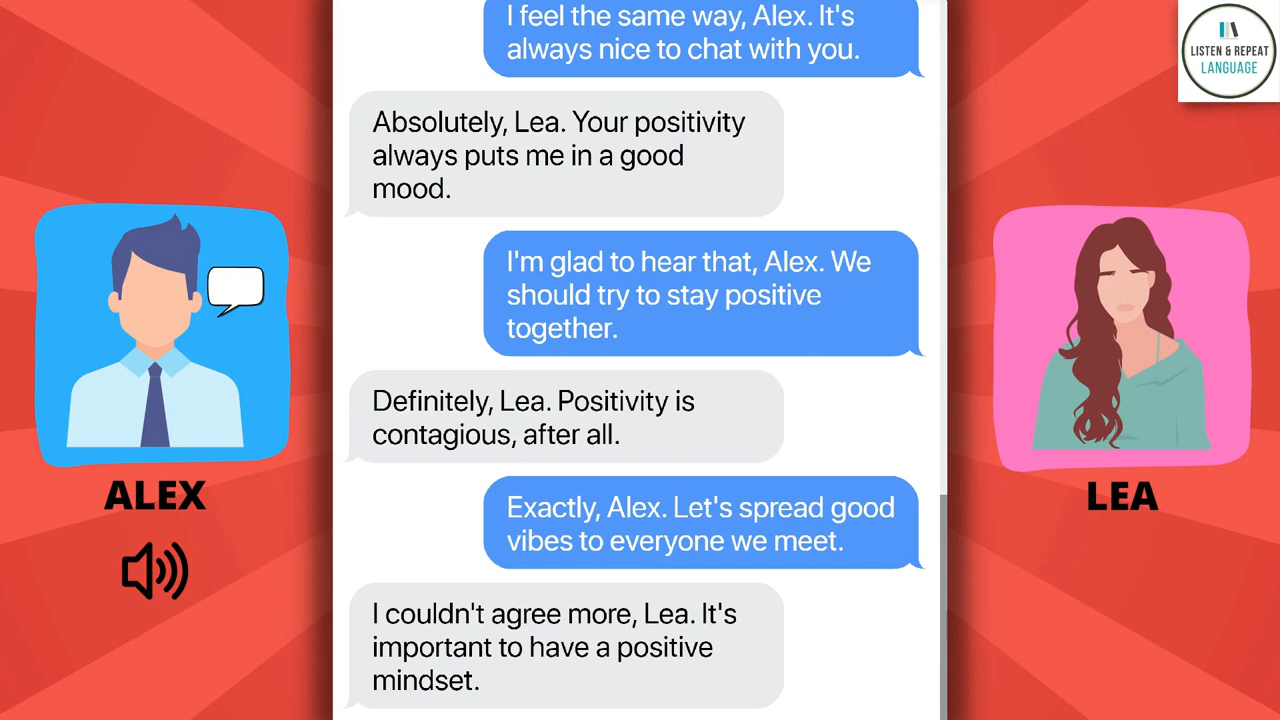 I feel the same way, Alex. It's
always nice to chat with you.
LISTEN & REPEAT
LANGUAGE
Absolutely, Lea. Your positivity
always puts me in a good
mood.
I'm glad to hear that, Alex. We
should try to stay positive
together.
Definitely, Lea. Positivity is
contagious, after all.
ALEX
LEA
Exactly, Alex. Let's spread good
vibes to everyone we meet.
I couldn't agree more, Lea. It's
important to have a positive
mindset.